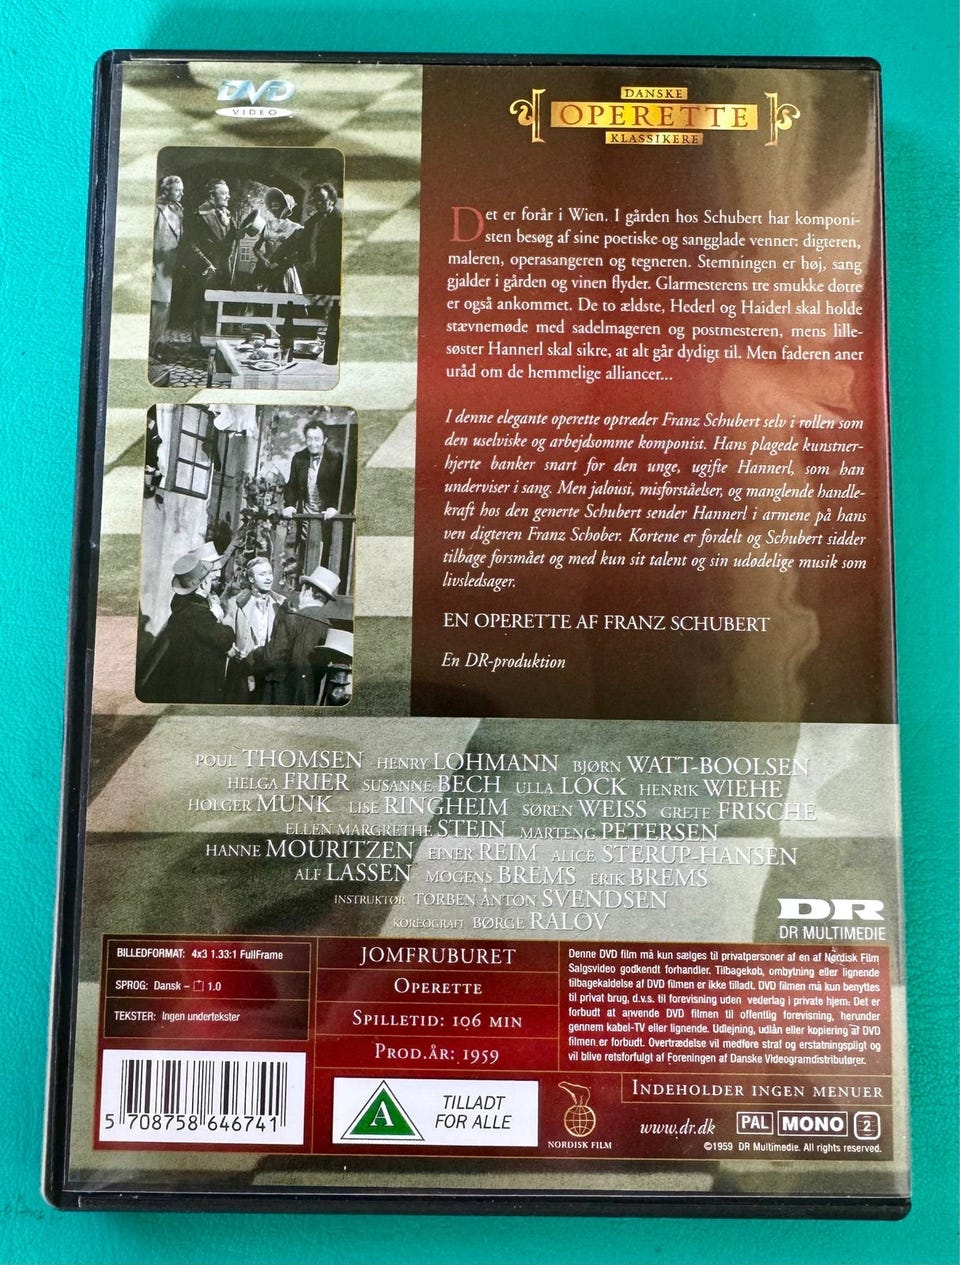 DVD
VIDEO
DANSKE
OPERETTE
KLASSIKERE
Det er forår i Wien. I gården hos Schubert har komponi-
sten besøg af sine poetiske og sangglade venner: digteren,
maleren, operasangeren og tegneren. Stemningen er høj, sang
gjalder i gården og vinen flyder. Glarmesterens tre smukke døtre
er også ankommet. De to ældste, Hederl og Haiderl skal holde
stævnemøde med sadelmageren og postmesteren, mens lille-
søster Hannerl skal sikre, at alt går dydigt til. Men faderen aner
uråd om de hemmelige alliancer...
I denne elegante operette optræder Franz Schubert selv i rollen som
den uselviske og arbejdsomme komponist. Hans plagede kunstner-
hjerte banker snart for den unge, ugifte Hannerl, som han
underviser i sang. Men jalousi, misforståelser, og manglende handle-
kraft hos den generte Schubert sender Hannerl i armene på hans
ven digteren Franz Schober. Kortene er fordelt og Schubert sidder
tilbage forsmået og med kun sit talent og sin udødelige musik som
livsledsager.
EN OPERETTE AF FRANZ SCHUBERT
En DR-produktion
POUL THOMSEN HENRY LOHMANN BJØRN WATT-BOOLSEN
HELGA FRIER SUSANNE BECH ULLA LOCK HENRIK WIEHE
HOLGER MUNK LISE RINGHEIM SØREN WEISS GRETE FRISCHE
ELLEN MARGRETHE STEIN MARTENG PETERSEN
HANNE MOURITZEN EINER REIM ALICE STERUP-HANSEN
ALF LASSEN MOGENS BREMS ERIK BREMS
INSTRUKTØR TORBEN ANTON SVENDSEN
KOREOGRAFI BØRGE RALOV
DR
DR MULTIMEDIE
BILLEDFORMAT: 4x3 1.33:1 FullFrame
SPROG: Dansk - 1.0
TEKSTER: Ingen undertekster
JOMFRUBURET
OPERETTE
SPILLETID: 106 MIN
PROD.ÅR: 1959
Denne DVD film må kun sælges til privatpersoner af en af Nordisk Film
Salgsvideo godkendt forhandler. Tilbagekøb, ombytning eller lignende
tilbagekaldelse af DVD filmen er ikke tilladt. DVD filmen må kun benyttes
til privat brug, d.v.s. til forevisning uden vederlag i private hjem. Det er
forbudt at anvende DVD filmen til offentlig forevisning, herunder
gennem kabel-TV eller lignende. Udlejning, udlån eller kopiering af DVD
filmen er forbudt. Overtrædelse vil medføre straf og erstatningspligt og
vil blive retsforfulgt af Foreningen af Danske Videogramdistributører.
5 708758 646741
A
TILLADT
FOR ALLE
NORDISK FILM
INDEHOLDER INGEN MENUER
www.dr.dk PAL MONO 2
©1959 DR Multimedie. All rights reserved.